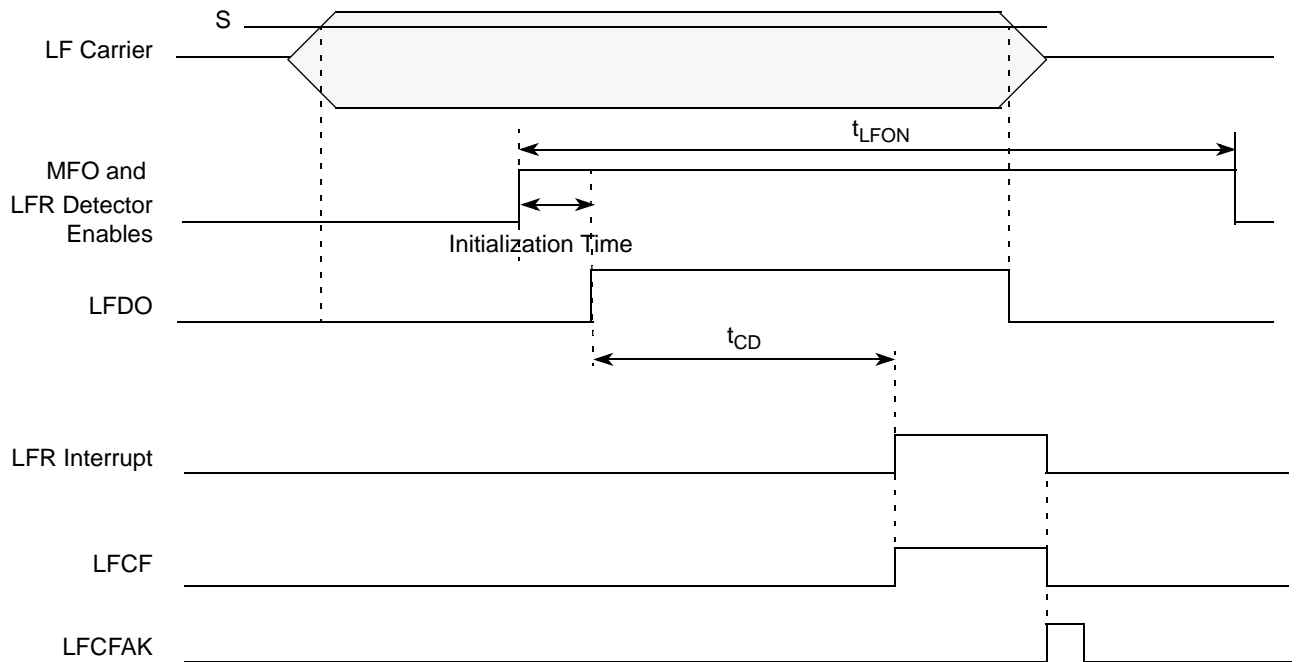 S
LF Carrier
tLFON
MFO and
LFR Detector
Enables
Initialization Time
LFDO
tCD
LFR Interrupt
LFCF
LFCFAK